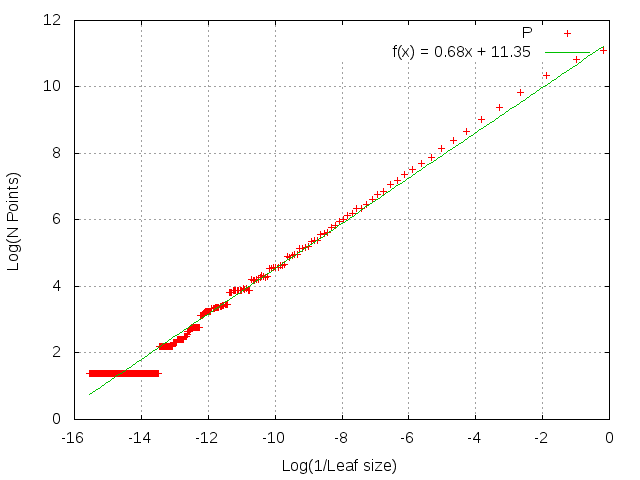 12
10
8
6
4
2
0
-16 -14 -12 -10 -8 -6 -4 -2 0
Log(N Points)
Log(1/Leaf size)
P
f(x) = 0.68x + 11.35